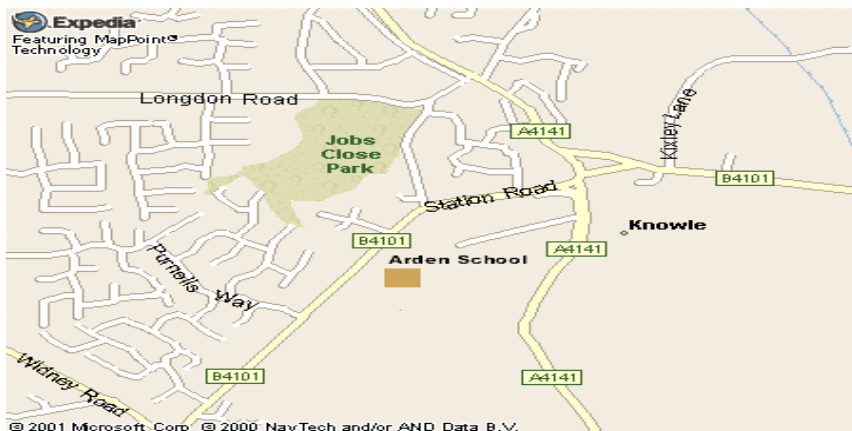 Expedia
Featuring MapPoint®
Technology
Longdon Road
Jobs
Close
Park
A4141
Kixley Lane
Station Road
B4101
Knowle
B4101
A4141
Arden School
Purnells Way
B4101
A4141
Widney Road
© 2001 Microsoft Corp © 2000 NavTech and/or AND Data B.V.